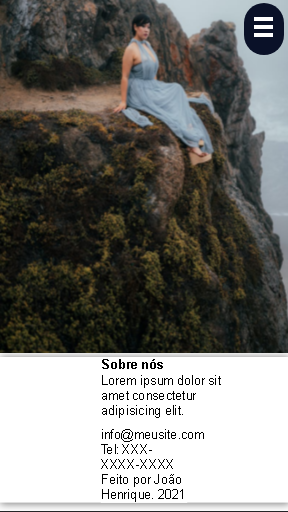 Sobre nós
Lorem ipsum dolor sit
amet consectetur
adipisicing elit.
info@meusite.com
Tel: XXX-
XXXX-XXXX
Feito por João
Henrique. 2021